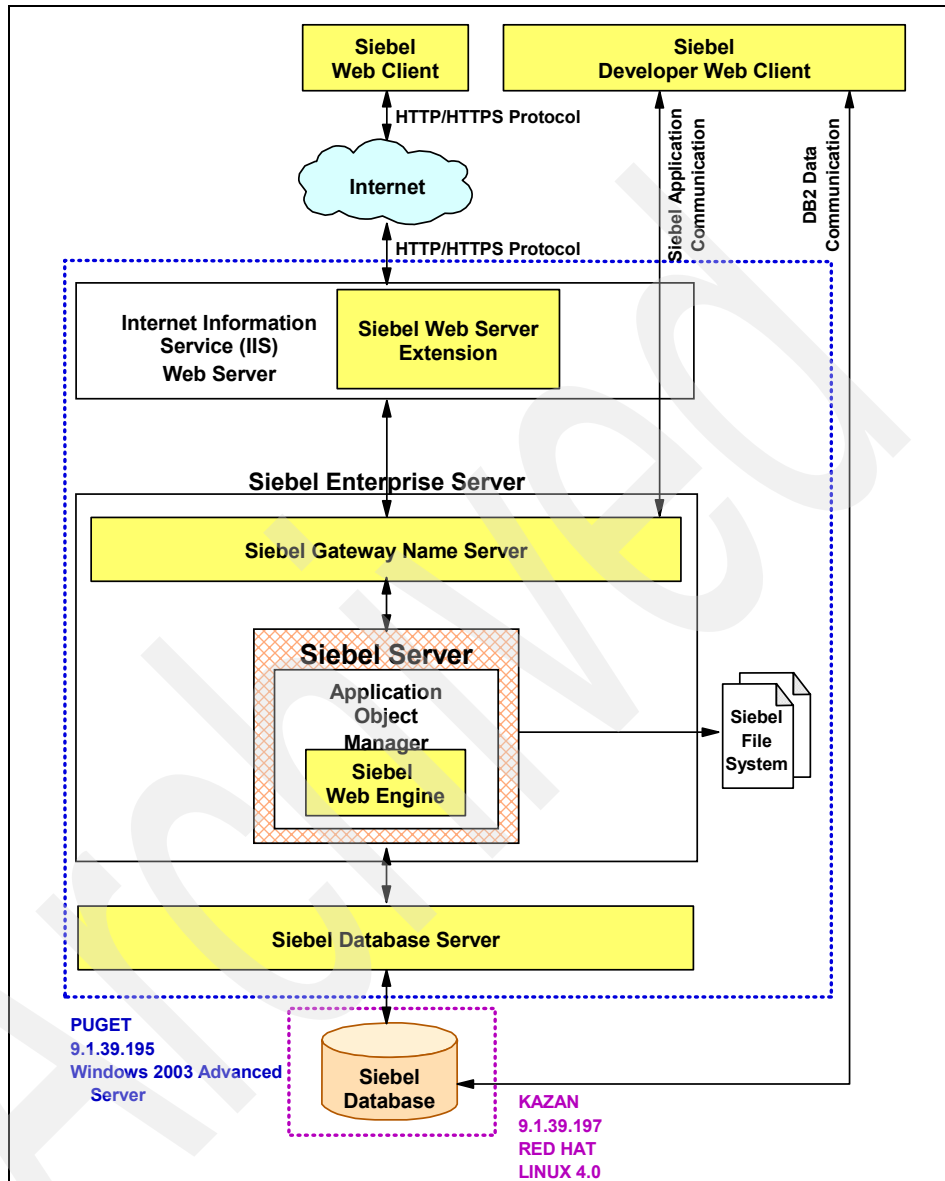 Siebel
Web Client
Siebel
Developer Web Client
HTTP/HTTPS Protocol
Internet
HTTP/HTTPS Protocol
Siebel Application
Communication
DB2 Data
Communication
Internet Information
Service (IIS)
Web Server
Siebel Web Server
Extension
Siebel Enterprise Server
Siebel Gateway Name Server
Siebel Server
Application
Object
Manager
Siebel
Web Engine
Siebel
File
System
Siebel Database Server
PUGET
9.1.39.195
Windows 2003 Advanced
Server
Siebel
Database
KAZAN
9.1.39.197
RED HAT
LINUX 4.0
Archived